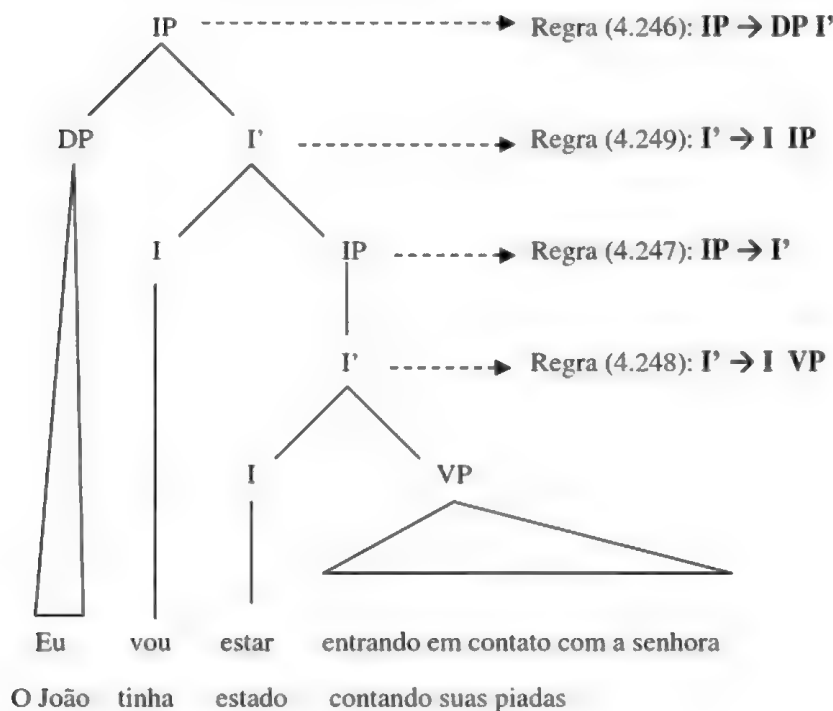 IP Regra (4.246): IP → DP I’
DP I’ Regra (4.249): I’ → I IP
I IP Regra (4.247): IP → I’
I’ Regra (4.248): I’ → I VP
I VP
Eu vou estar entrando em contato com a senhora
O João tinha estado contando suas piadas